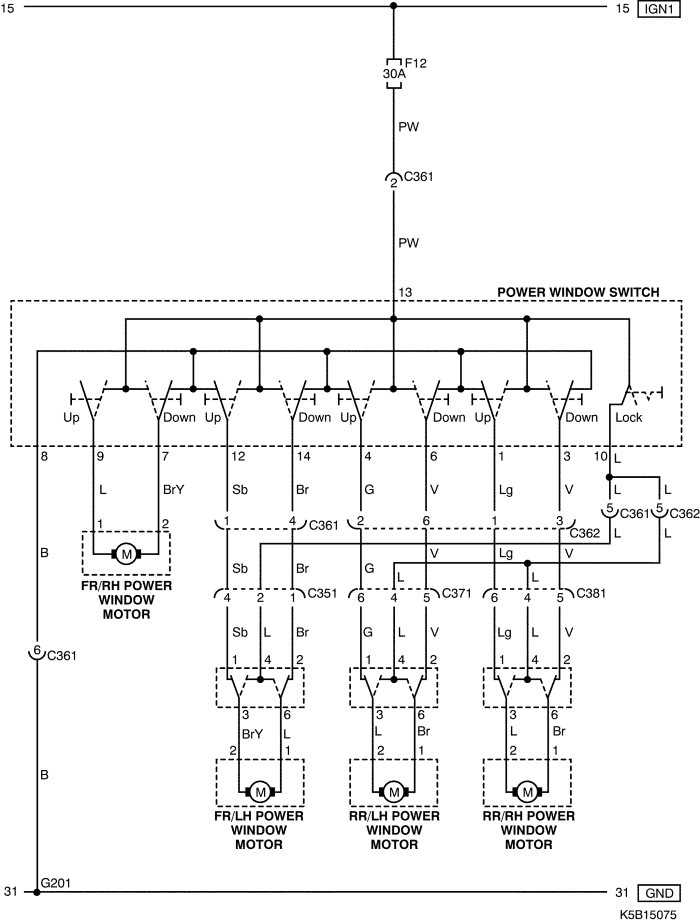 15 15 IGN1
F12
30A
PW
C361
2
PW
13
POWER WINDOW SWITCH
Up Down Up Down Up Down Up Down Lock
8 9 7 12 14 4 6 1 3 10 L
L BrY Sb Br G V Lg V L L
5 C361 5 C362
1 2 1 4 C361 2 6 1 3 C362
L L
B M
FR/RH POWER
WINDOW
MOTOR
Sb Br G V Lg V
L L
4 2 1 C351 6 4 5 C371 6 4 5 C381
Sb L Br G L V Lg L V
6 C361
1 4 2 1 4 2 1 4 2
3 6 3 6 3 6
BrY L L Br L Br
2 1 2 1 2 1
B
M M M
FR/LH POWER
WINDOW
MOTOR
RR/LH POWER
WINDOW
MOTOR
RR/RH POWER
WINDOW
MOTOR
G201
31 31 GND
K5B15075